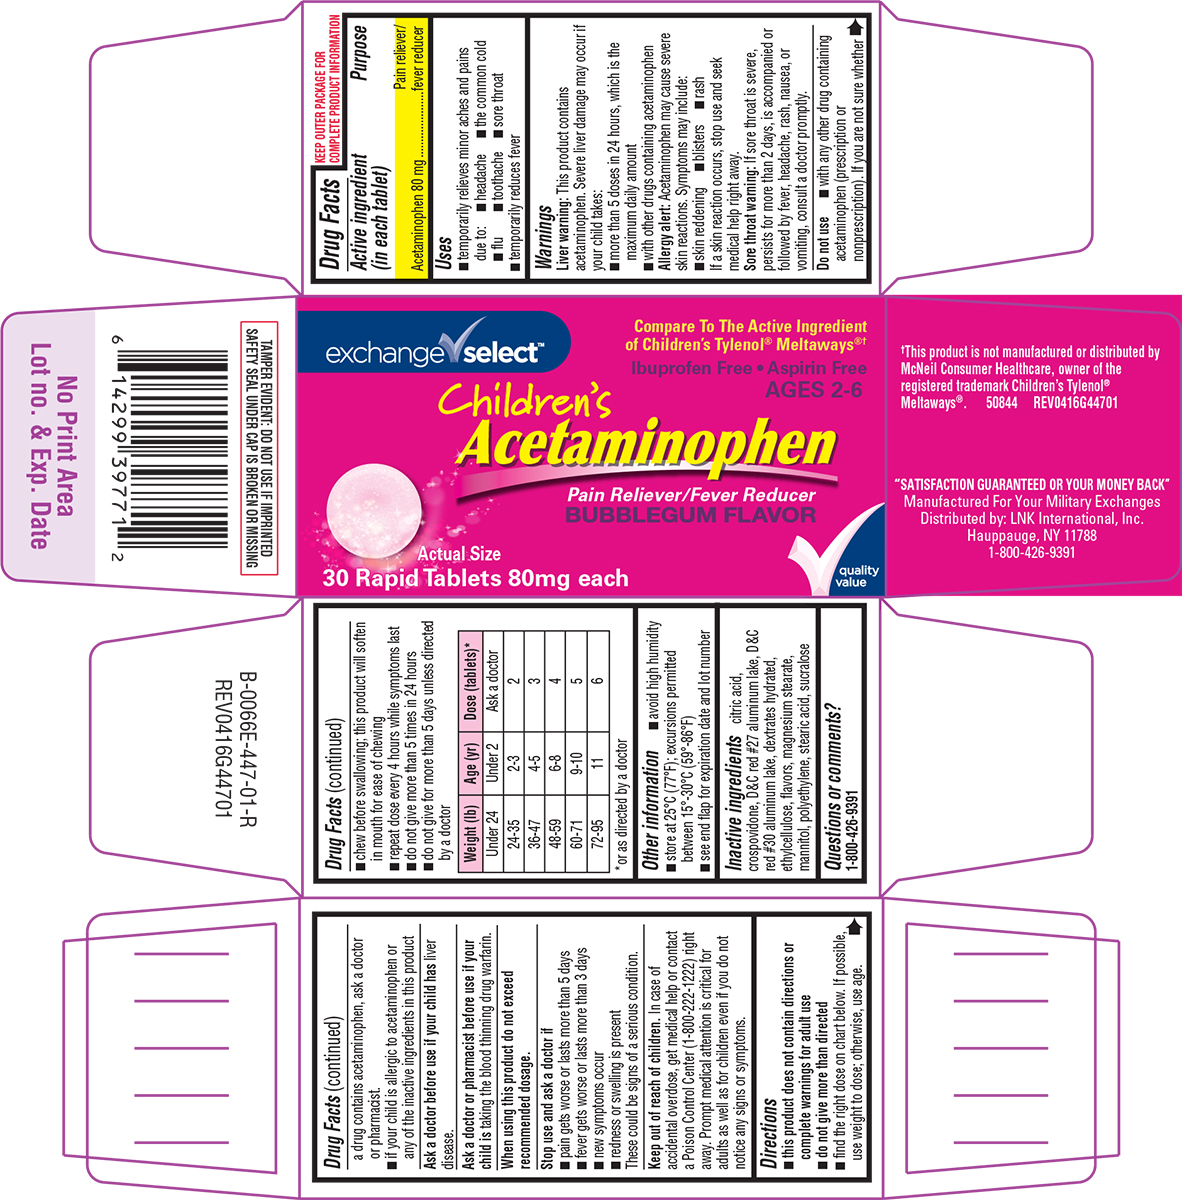 KEEP OUTER PACKAGE FOR
COMPLETE PRODUCT INFORMATION
Drug Facts
Active ingredient Purpose
(in each tablet)
Pain reliever/
Acetaminophen 80 mg ......................fever reducer
Uses
■ temporarily relieves minor aches and pains
due to: ■ headache ■ the common cold
■ flu ■ toothache ■ sore throat
■ temporarily reduces fever
Warnings
Liver warning: This product contains
acetaminophen. Severe liver damage may occur if
your child takes:
■ more than 5 doses in 24 hours, which is the
maximum daily amount
■ with other drugs containing acetaminophen
Allergy alert: Acetaminophen may cause severe
skin reactions. Symptoms may include:
■ skin reddening ■ blisters ■ rash
If a skin reaction occurs, stop use and seek
medical help right away.
Sore throat warning: If sore throat is severe,
persists for more than 2 days, is accompanied or
followed by fever, headache, rash, nausea, or
vomiting, consult a doctor promptly.
Do not use ■ with any other drug containing
acetaminophen (prescription or
nonprescription). If you are not sure whether
No Print Area
Lot no. & Exp. Date
6 14299 39771 2
TAMPER EVIDENT: DO NOT USE IF IMPRINTED
SAFETY SEAL UNDER CAP IS BROKEN OR MISSING
exchange select™
Compare To The Active Ingredient
of Children's Tylenol® Meltaways®†
Ibuprofen Free • Aspirin Free
AGES 2-6
Children's
Acetaminophen
Pain Reliever/Fever Reducer
BUBBLEGUM FLAVOR
Actual Size
30 Rapid Tablets 80mg each
quality
value
†This product is not manufactured or distributed by
McNeil Consumer Healthcare, owner of the
registered trademark Children's Tylenol®
Meltaways®. 50844 REV0416G44701
"SATISFACTION GUARANTEED OR YOUR MONEY BACK"
Manufactured For Your Military Exchanges
Distributed by: LNK International, Inc.
Hauppauge, NY 11788
1-800-426-9391
B-0066E-447-01-R
REV0416G44701
Drug Facts (continued)
■ chew before swallowing; this product will soften
in mouth for ease of chewing
■ repeat dose every 4 hours while symptoms last
■ do not give more than 5 times in 24 hours
■ do not give for more than 5 days unless directed
by a doctor
Weight (lb) Age (yr) Dose (tablets)*
Under 24 Under 2 Ask a doctor
24-35 2-3 2
36-47 4-5 3
48-59 6-8 4
60-71 9-10 5
72-95 11 6
*or as directed by a doctor
Other information ■ avoid high humidity
■ store at 25°C (77°F); excursions permitted
between 15°-30°C (59°-86°F)
■ see end flap for expiration date and lot number
Inactive ingredients citric acid,
crospovidone, D&C red #27 aluminum lake, D&C
red #30 aluminum lake, dextrates hydrated,
ethylcellulose, flavors, magnesium stearate,
mannitol, polyethylene, stearic acid, sucralose
Questions or comments?
1-800-426-9391
Drug Facts (continued)
a drug contains acetaminophen, ask a doctor
or pharmacist.
■ if your child is allergic to acetaminophen or
any of the inactive ingredients in this product
Ask a doctor before use if your child has liver
disease.
Ask a doctor or pharmacist before use if your
child is taking the blood thinning drug warfarin.
When using this product do not exceed
recommended dosage.
Stop use and ask a doctor if
■ pain gets worse or lasts more than 5 days
■ fever gets worse or lasts more than 3 days
■ new symptoms occur
■ redness or swelling is present
These could be signs of a serious condition.
Keep out of reach of children. In case of
accidental overdose, get medical help or contact
a Poison Control Center (1-800-222-1222) right
away. Prompt medical attention is critical for
adults as well as for children even if you do not
notice any signs or symptoms.
Directions
■ this product does not contain directions or
complete warnings for adult use
■ do not give more than directed
■ find the right dose on chart below. If possible,
use weight to dose; otherwise, use age.